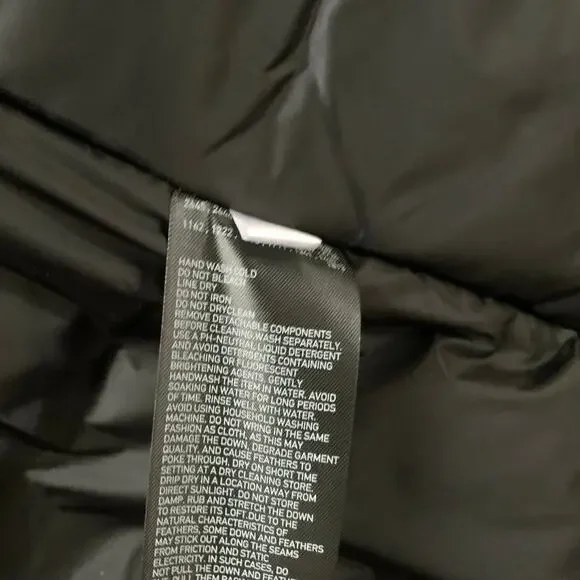 1162, 1222,
HAND WASH COLD
DO NOT BLEACH
LINE DRY
DO NOT IRON
DO NOT DRYCLEAN
REMOVE DETACHABLE COMPONENTS
BEFORE CLEANING.WASH SEPARATELY.
USE A PH-NEUTRAL LIQUID DETERGENT
AND AVOID DETERGENTS CONTAINING
BLEACHING OR FLUORESCENT
BRIGHTENING AGENTS. GENTLY
HANDWASH THE ITEM IN WATER. AVOID
SOAKING IN WATER FOR LONG PERIODS
OF TIME. RINSE WELL WITH WATER.
AVOID USING HOUSEHOLD WASHING
MACHINE. DO NOT WRING IN THE SAME
FASHION AS CLOTH, AS THIS MAY
DAMAGE THE DOWN, DEGRADE GARMENT
QUALITY, AND CAUSE FEATHERS TO
POKE THROUGH. DRY ON SHORT TIME
SETTING AT A DRY CLEANING STORE.
DRIP DRY IN A LOCATION AWAY FROM
DIRECT SUNLIGHT. DO NOT STORE
DAMP. RUB AND STRETCH THE DOWN
TO RESTORE ITS LOFT. DUE TO THE
NATURAL CHARACTERISTICS OF
FEATHERS, SOME DOWN AND FEATHERS
MAY STICK OUT ALONG THE SEAMS
FROM FRICTION AND STATIC
ELECTRICITY. IN SUCH CASES, DO
NOT PULL THE DOWN AND FEATHER
PULL THEM